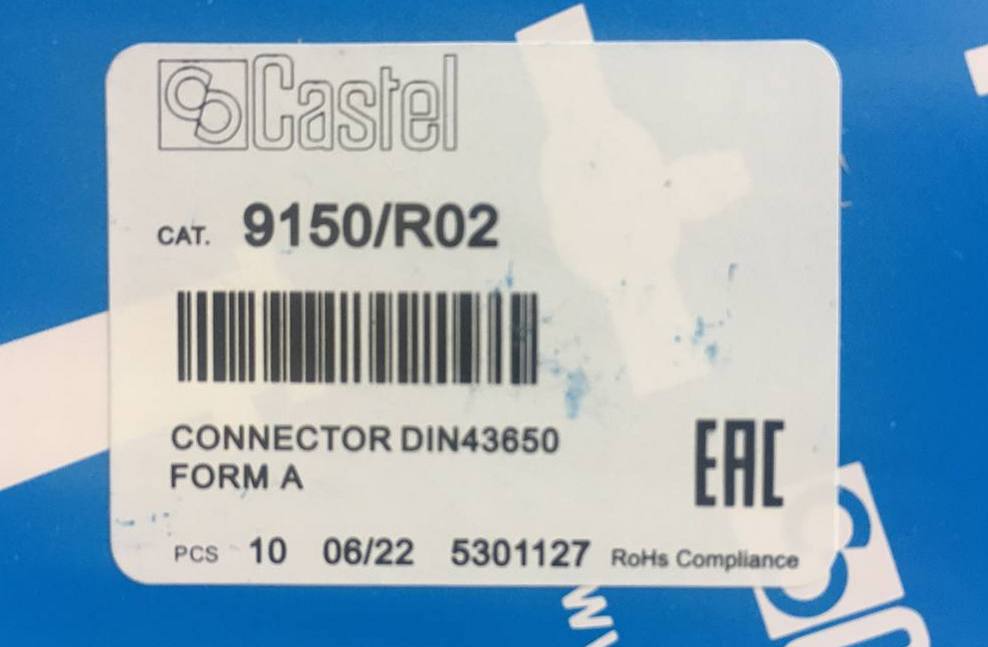 Castel
CAT. 9150/R02
CONNECTOR DIN43650
FORM A
EAC
PCS 10 06/22 5301127 RoHs Compliance